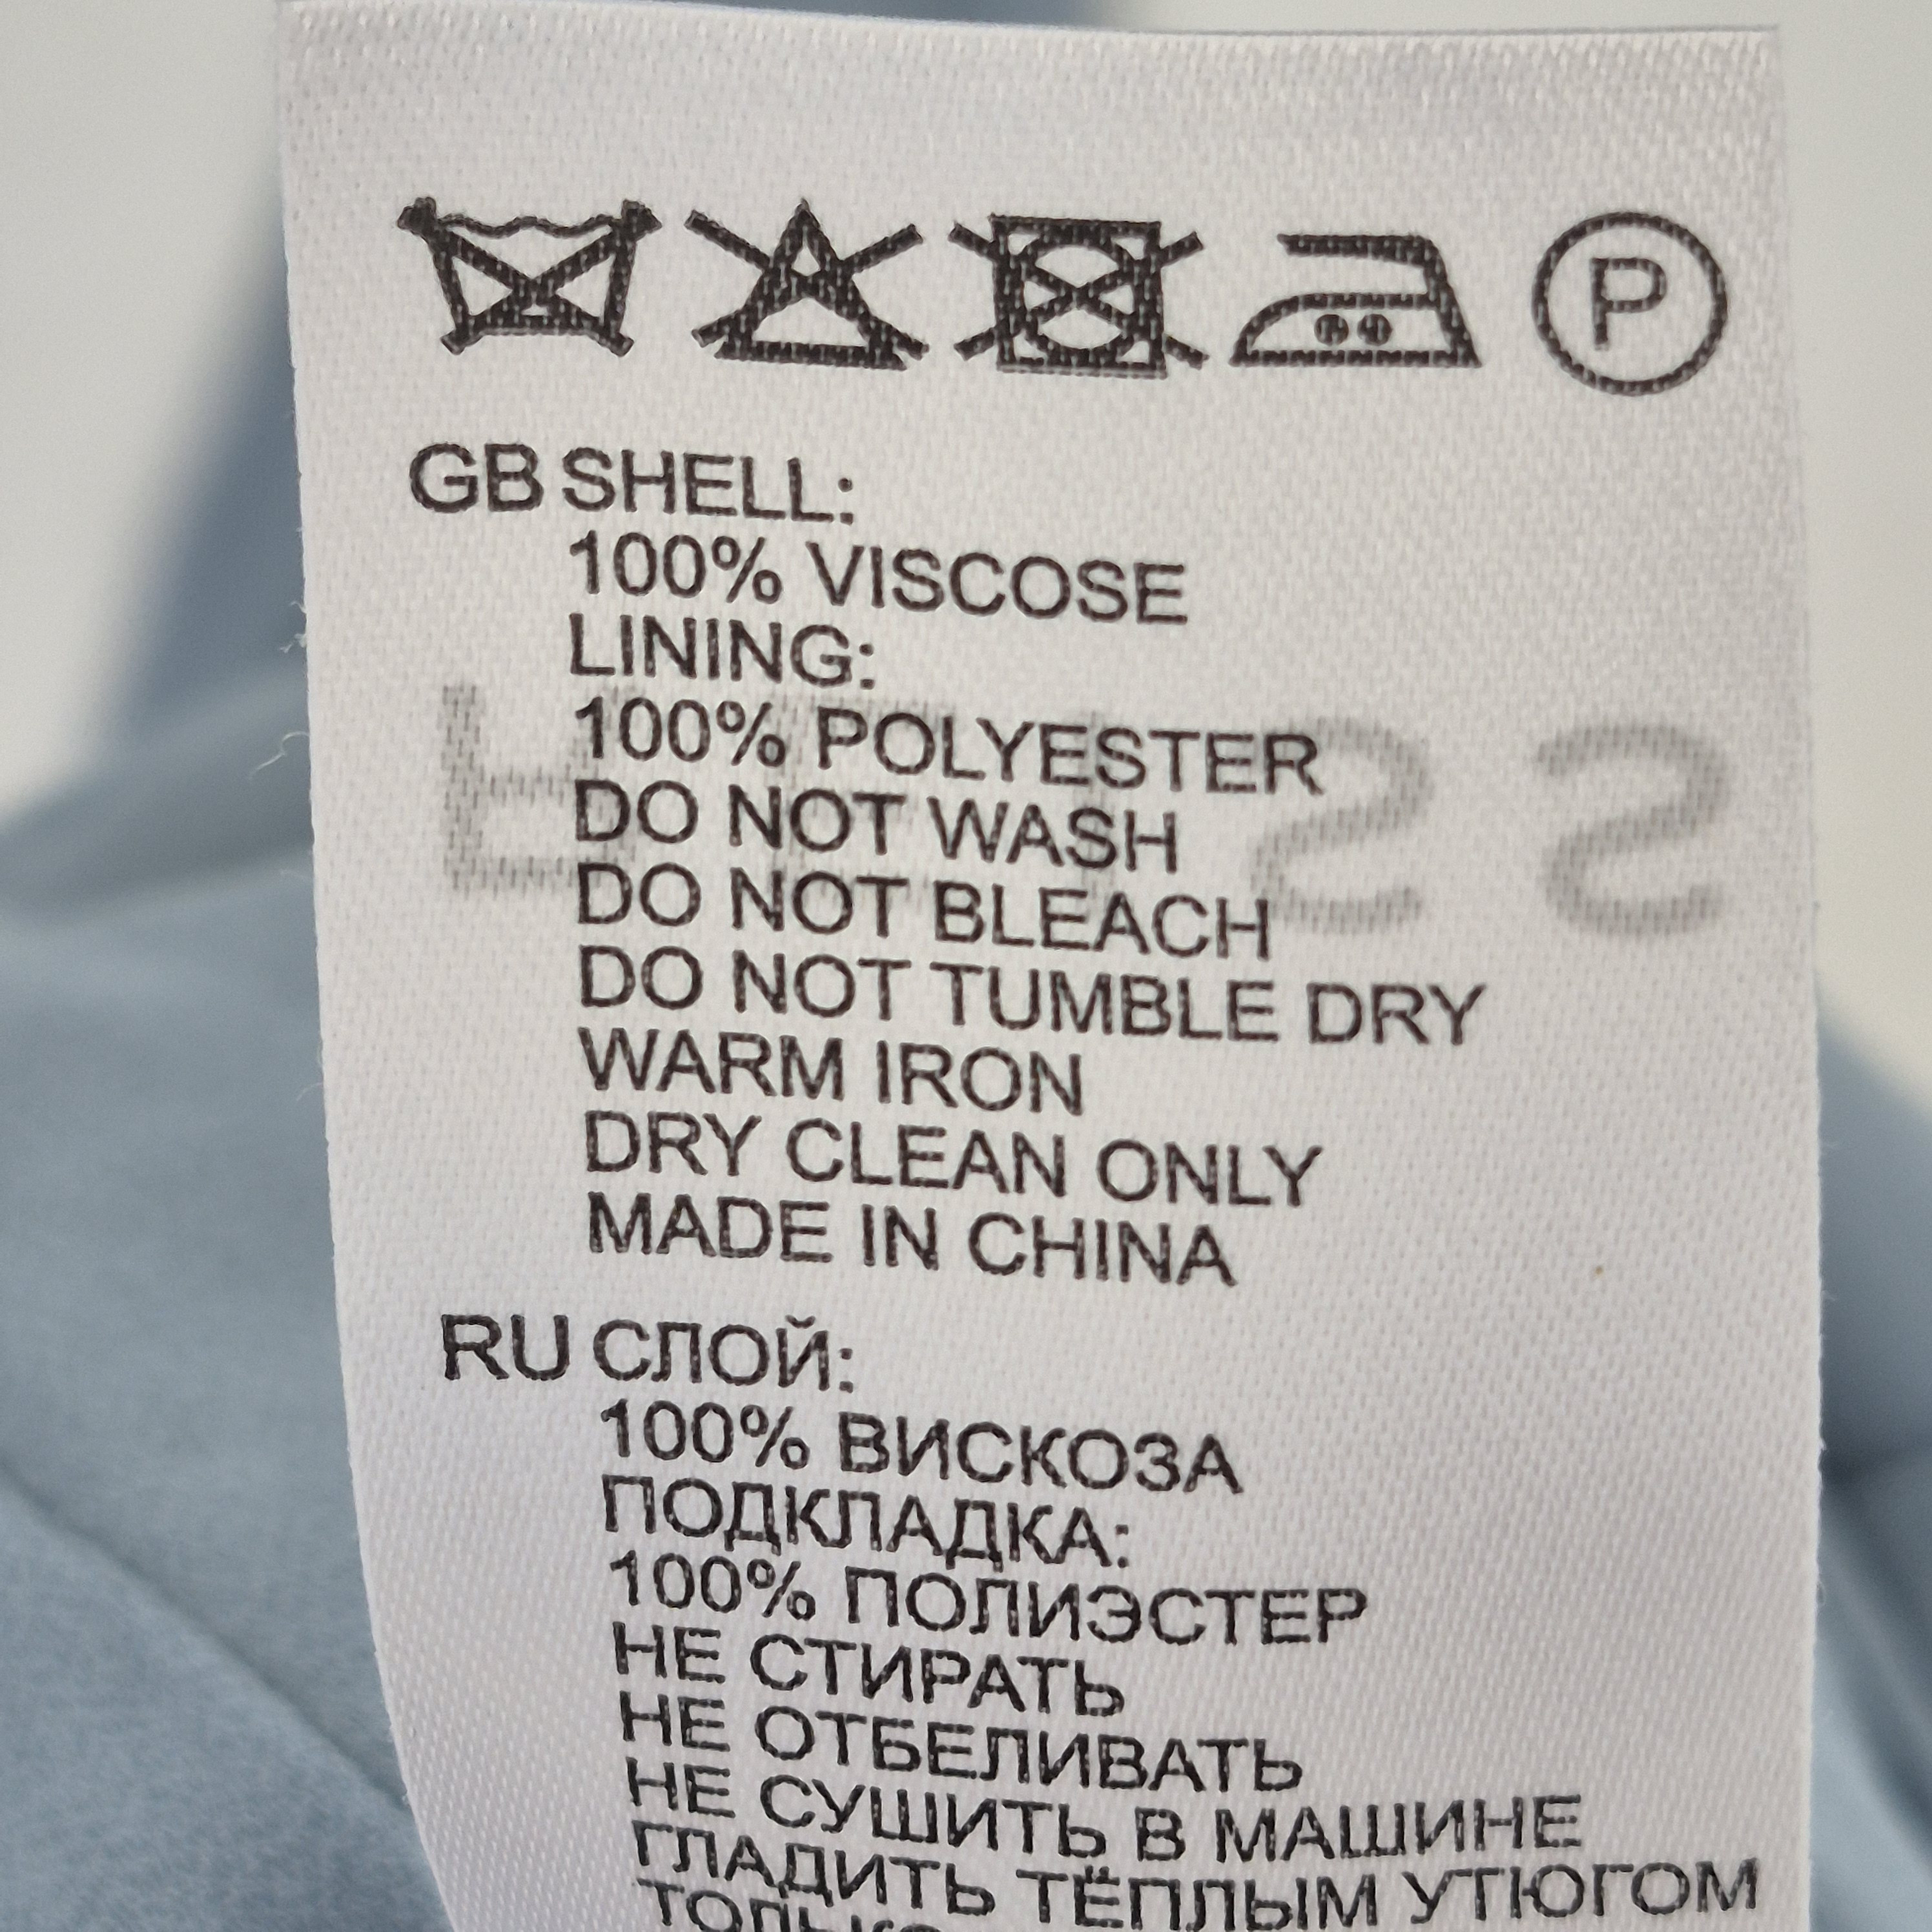 P
GB SHELL:
100% VISCOSE
LINING:
100% POLYESTER
DO NOT WASH
DO NOT BLEACH
DO NOT TUMBLE DRY
WARM IRON
DRY CLEAN ONLY
MADE IN CHINA
RU СЛОЙ:
100% ВИСКОЗА
ПОДКЛАДКА:
100% ПОЛИЭСТЕР
НЕ СТИРАТЬ
НЕ ОТБЕЛИВАТЬ
НЕ СУШИТЬ В МАШИНЕ
ГЛАДИТЬ ТЁПЛЫМ УТЮГОМ